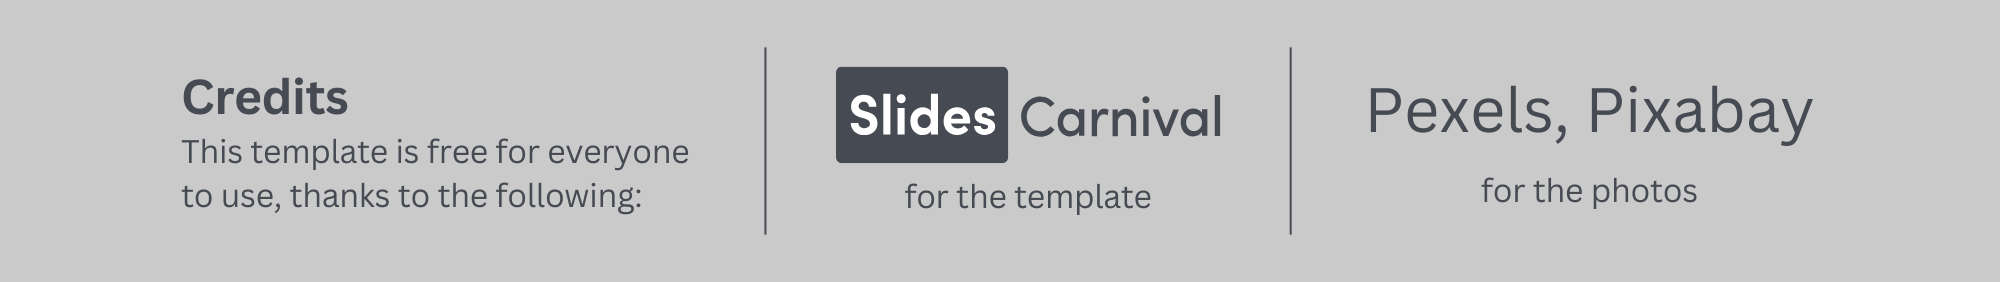 Credits
This template is free for everyone
to use, thanks to the following:
Slides Carnival
for the template
Pexels, Pixabay
for the photos